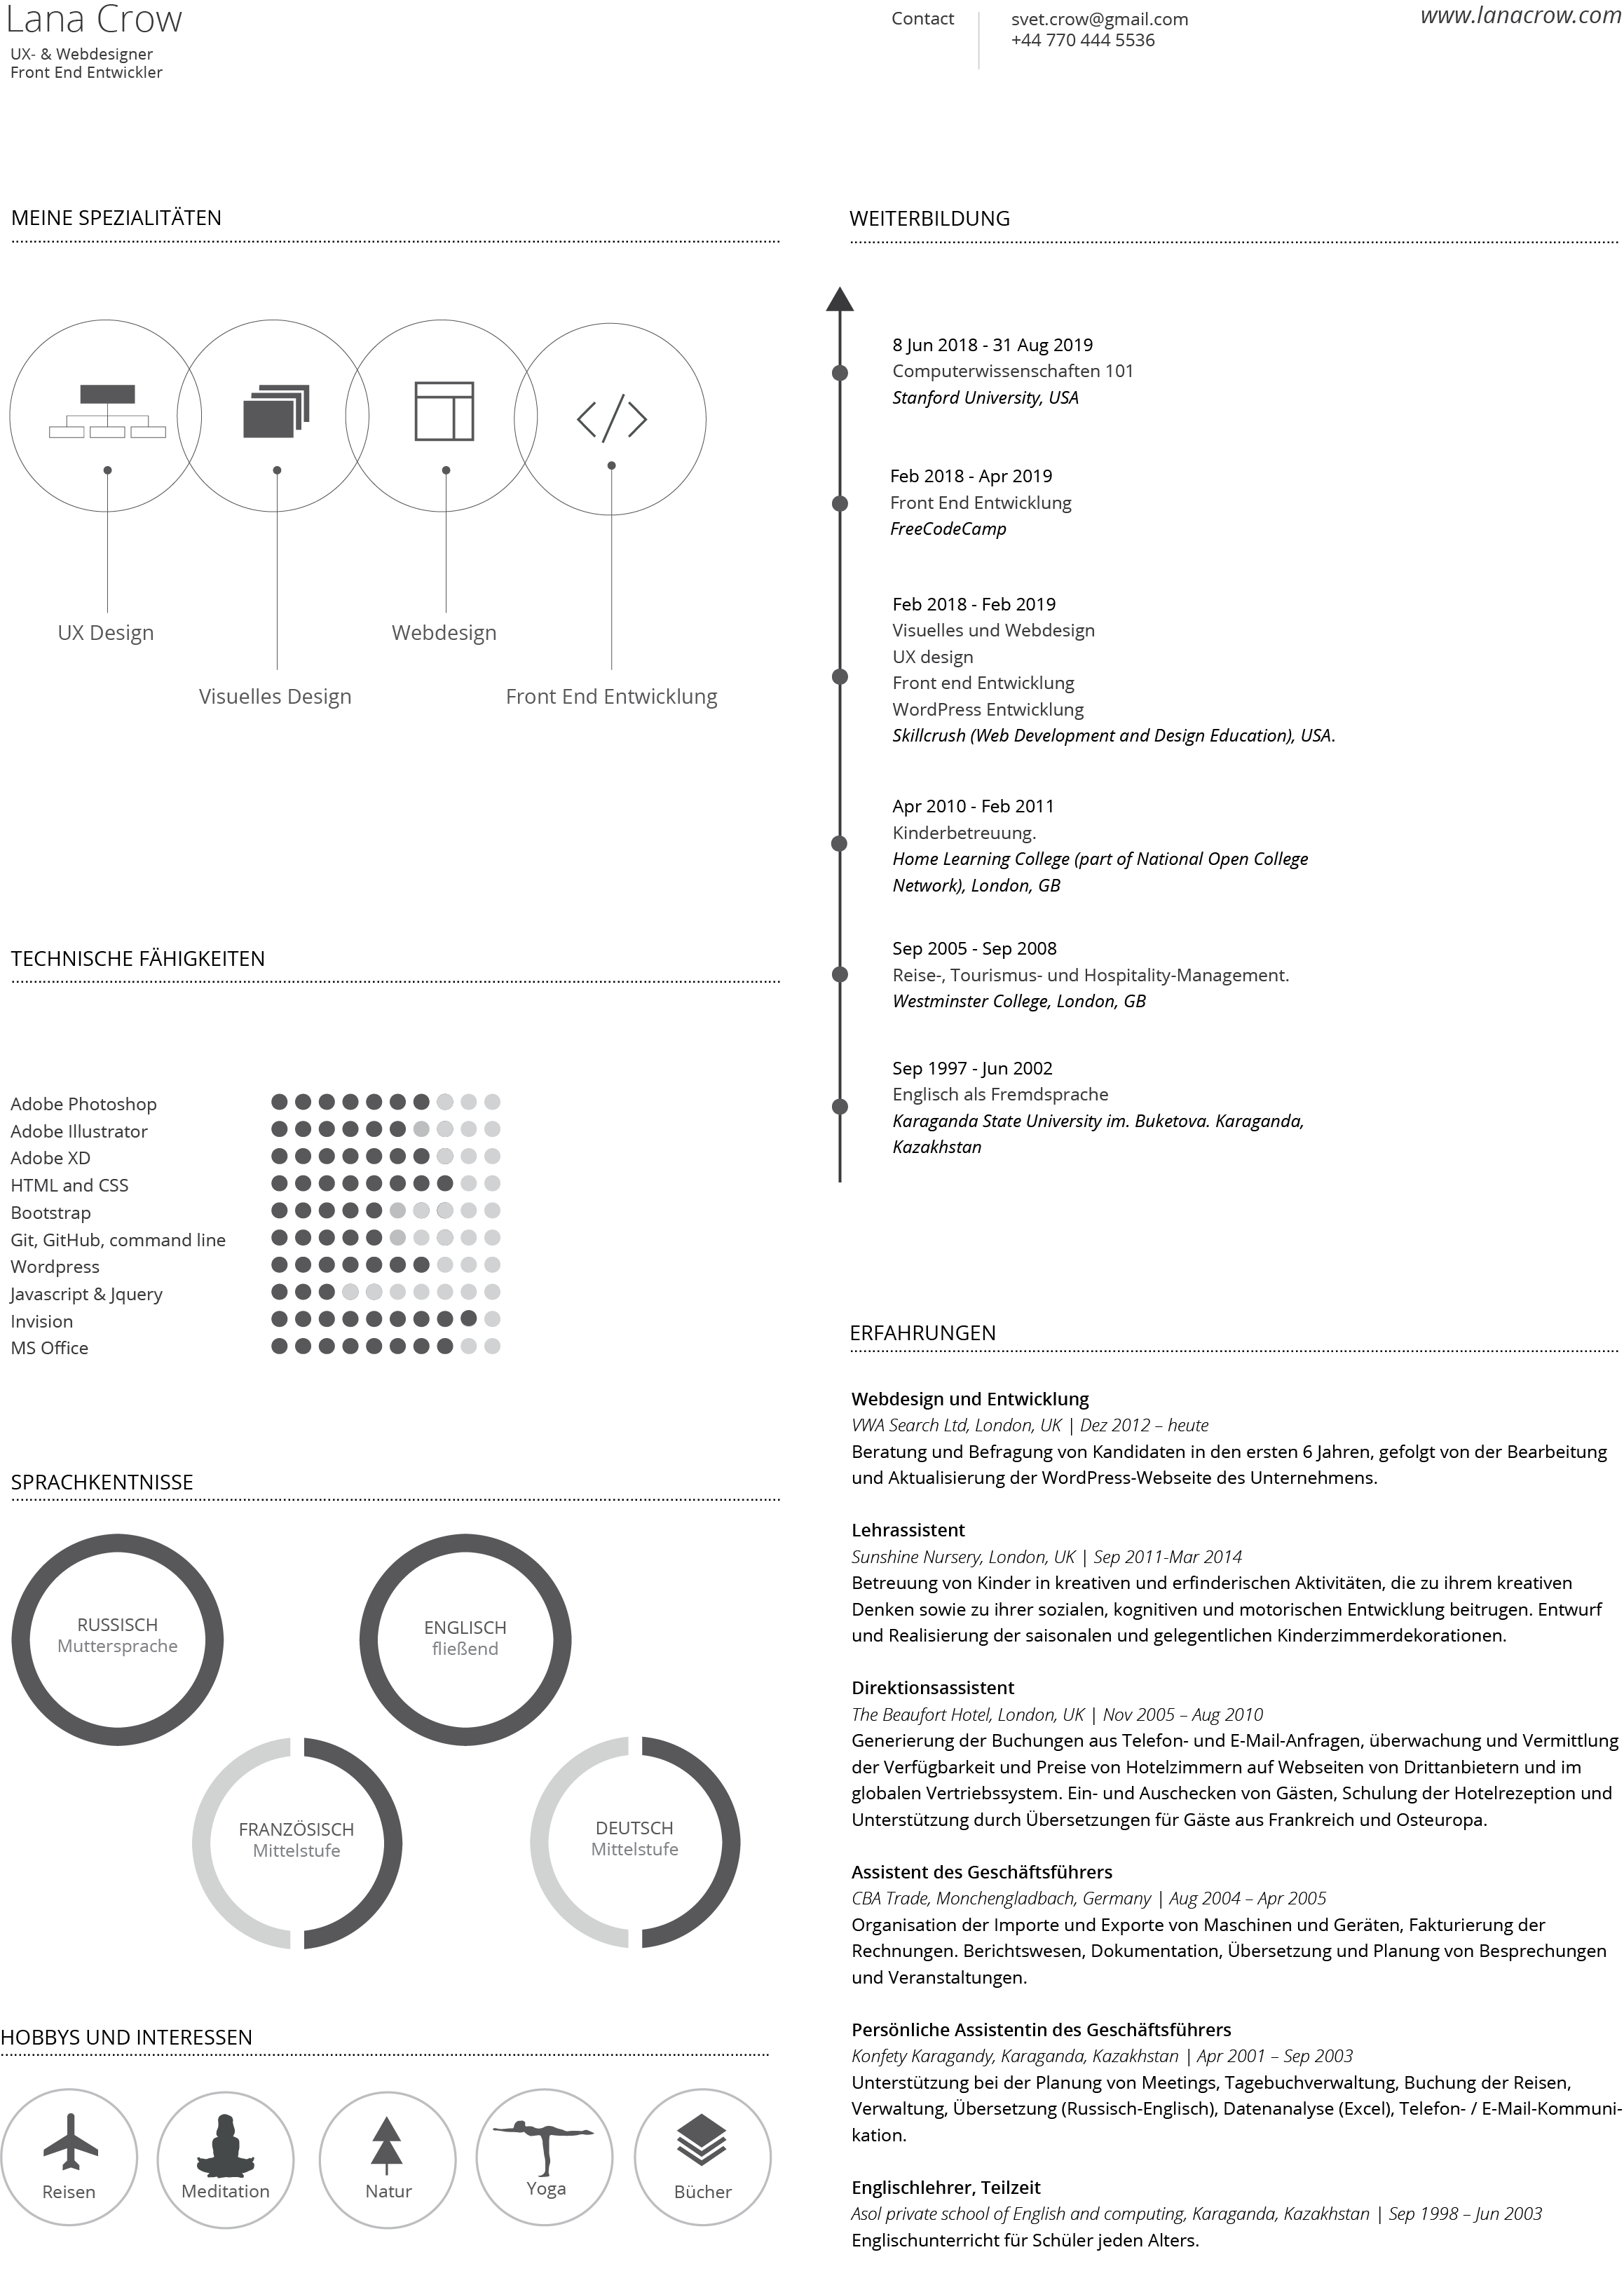 Lana Crow
UX- & Webdesigner
Front End Entwickler
Contact
svet.crow@gmail.com
+44 770 444 5536
www.lanacrow.com
MEINE SPEZIALITÄTEN
UX Design
Webdesign
Visuelles Design
Front End Entwicklung
TECHNISCHE FÄHIGKEITEN
Adobe Photoshop
Adobe Illustrator
Adobe XD
HTML and CSS
Bootstrap
Git, GitHub, command line
Wordpress
Javascript & Jquery
Invision
MS Office
SPRACHKENTNISSE
RUSSISCH
Muttersprache
ENGLISCH
fließend
FRANZÖSISCH
Mittelstufe
DEUTSCH
Mittelstufe
HOBBYS UND INTERESSEN
Reisen
Meditation
Natur
Yoga
Bücher
WEITERBILDUNG
8 Jun 2018 - 31 Aug 2019
Computerwissenschaften 101
Stanford University, USA
Feb 2018 - Apr 2019
Front End Entwicklung
FreeCodeCamp
Feb 2018 - Feb 2019
Visuelles und Webdesign
UX design
Front end Entwicklung
WordPress Entwicklung
Skillcrush (Web Development and Design Education), USA.
Apr 2010 - Feb 2011
Kinderbetreuung.
Home Learning College (part of National Open College
Network), London, GB
Sep 2005 - Sep 2008
Reise-, Tourismus- und Hospitality-Management.
Westminster College, London, GB
Sep 1997 - Jun 2002
Englisch als Fremdsprache
Karaganda State University im. Buketova. Karaganda,
Kazakhstan
ERFAHRUNGEN
Webdesign und Entwicklung
VWA Search Ltd, London, UK | Dez 2012 – heute
Beratung und Befragung von Kandidaten in den ersten 6 Jahren, gefolgt von der Bearbeitung
und Aktualisierung der WordPress-Webseite des Unternehmens.
Lehrassistent
Sunshine Nursery, London, UK | Sep 2011-Mar 2014
Betreuung von Kinder in kreativen und erfinderischen Aktivitäten, die zu ihrem kreativen
Denken sowie zu ihrer sozialen, kognitiven und motorischen Entwicklung beitrugen. Entwurf
und Realisierung der saisonalen und gelegentlichen Kinderzimmerdekorationen.
Direktionsassistent
The Beaufort Hotel, London, UK | Nov 2005 – Aug 2010
Generierung der Buchungen aus Telefon- und E-Mail-Anfragen, überwachung und Vermittlung
der Verfügbarkeit und Preise von Hotelzimmern auf Webseiten von Drittanbietern und im
globalen Vertriebssystem. Ein- und Auschecken von Gästen, Schulung der Hotelrezeption und
Unterstützung durch Übersetzungen für Gäste aus Frankreich und Osteuropa.
Assistent des Geschäftsführers
CBA Trade, Monchengladbach, Germany | Aug 2004 – Apr 2005
Organisation der Importe und Exporte von Maschinen und Geräten, Fakturierung der
Rechnungen. Berichtswesen, Dokumentation, Übersetzung und Planung von Besprechungen
und Veranstaltungen.
Persönliche Assistentin des Geschäftsführers
Konfety Karagandy, Karaganda, Kazakhstan | Apr 2001 – Sep 2003
Unterstützung bei der Planung von Meetings, Tagebuchverwaltung, Buchung der Reisen,
Verwaltung, Übersetzung (Russisch-Englisch), Datenanalyse (Excel), Telefon- / E-Mail-Kommuni-
kation.
Englischlehrer, Teilzeit
Asol private school of English and computing, Karaganda, Kazakhstan | Sep 1998 – Jun 2003
Englischunterricht für Schüler jeden Alters.